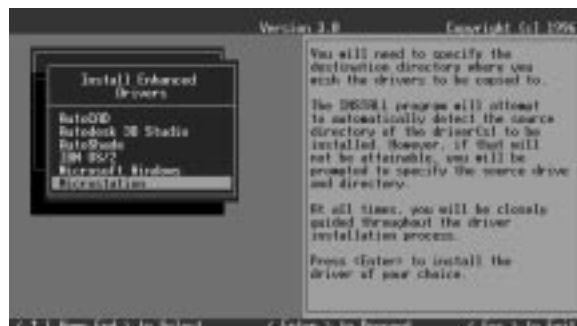 Version 3.0 Copyright (c) 1996
Install Enhanced
Drivers
AutoCAD
Autodesk 3D Studio
AutoShade
IBM OS/2
Microsoft Windows
Microstation
You will need to specify the
destination directory where you
wish the drivers to be copied to.
The INSTALL program will attempt
to automatically detect the source
directory of the driver(s) to be
installed. However, if that will
not be attainable, you will be
prompted to specify the source drive
and directory.
At all times, you will be closely
guided throughout the driver
installation process.
Press <Enter> to install the
driver of your choice.